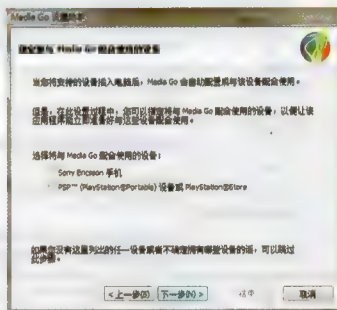 Media Go 设置向导
指定要与 Media Go 配合使用的设备
当您将支持的设备插入电脑后，Media Go 会自动配置成与该设备配合使用。
但是，在此设置过程中，您可以指定将与 Media Go 配合使用的设备，以便让该
应用程序能立即准备好与这些设备配合使用。
选择将与 Media Go 配合使用的设备：
Sony Ericsson 手机
PSP™ (PlayStation®Portable) 设备或 PlayStation®Store
如果您没有这里列出的任一设备或者不确定拥有哪些设备的话，可以跳过
此步骤。
<上一步(B)
下一步(N)>
取消